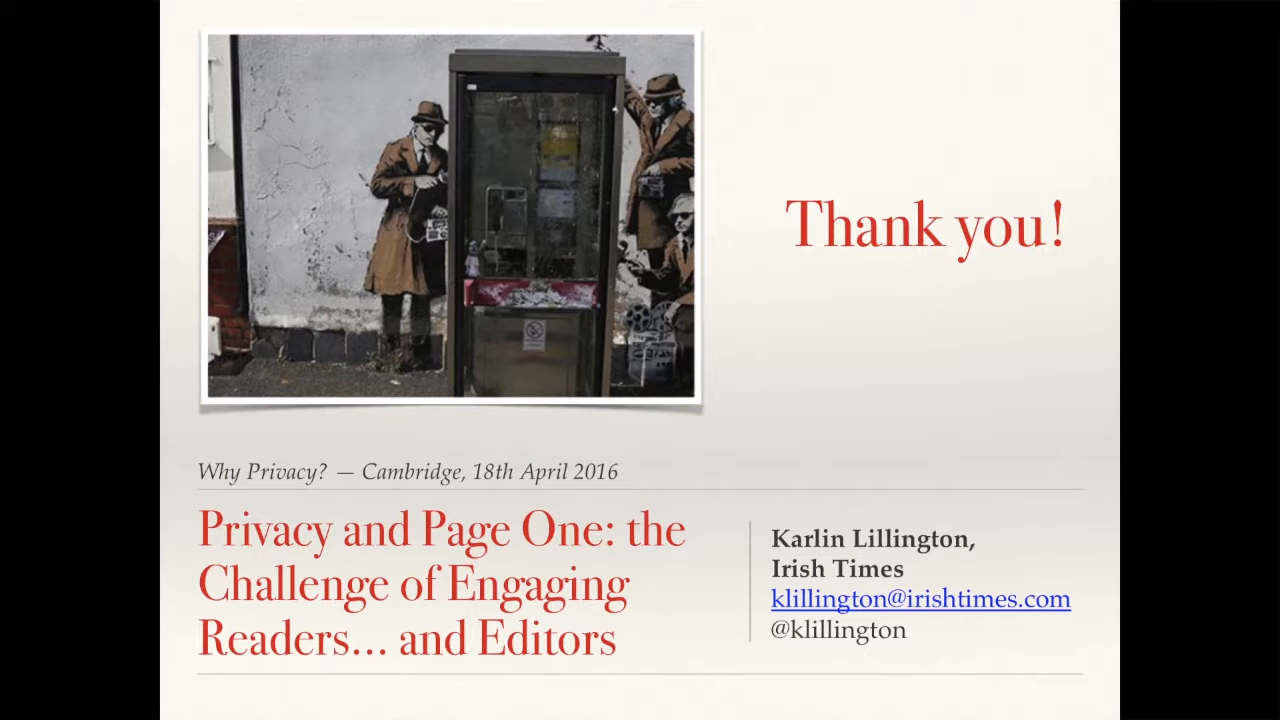 Thank you!
Why Privacy? — Cambridge, 18th April 2016
Privacy and Page One: the
Challenge of Engaging
Readers... and Editors
Karlin Lillington,
Irish Times
klillington@irishtimes.com
@klillington